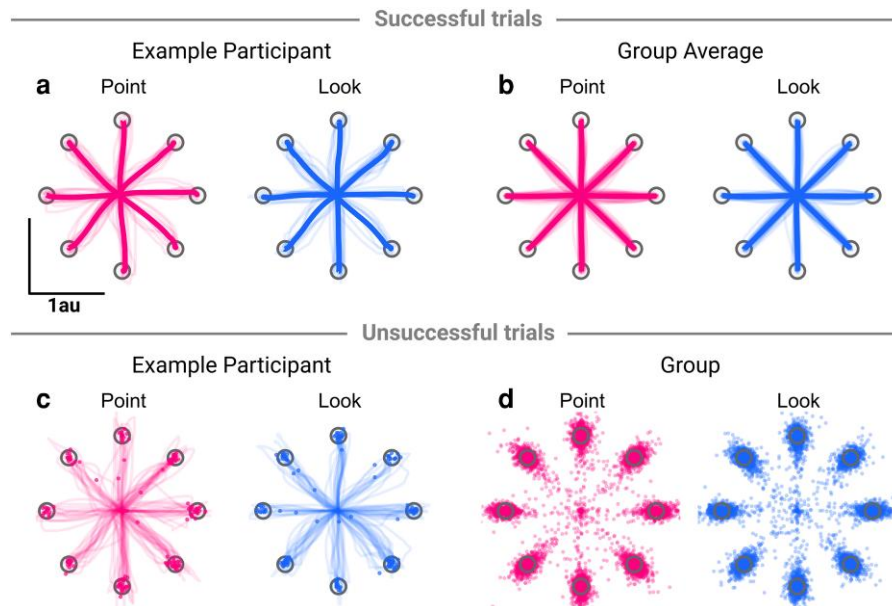 Successful trials
Example Participant
Group Average
a
Point
Look
b
Point
Look
1au
Unsuccessful trials
Example Participant
Group
c
Point
Look
d
Point
Look